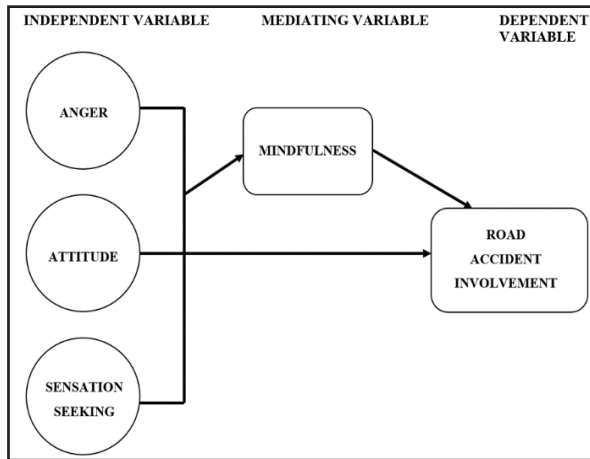 INDEPENDENT VARIABLE
MEDIATING VARIABLE
DEPENDENT
VARIABLE
ANGER
MINDFULNESS
ATTITUDE
ROAD
ACCIDENT
INVOLVEMENT
SENSATION
SEEKING